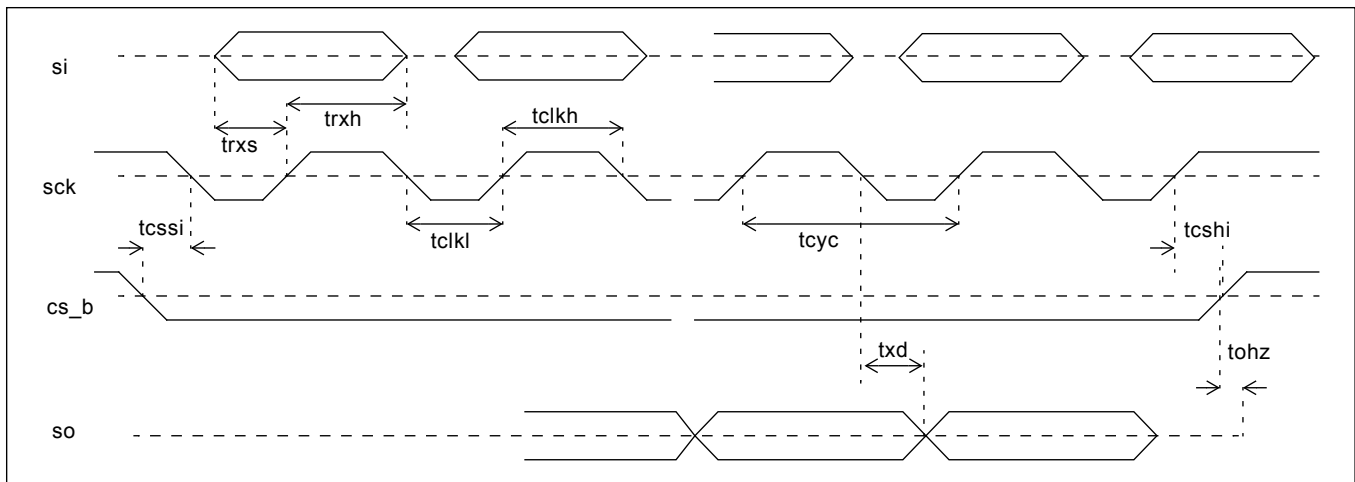 si
trxh
tclkh
trxs
sck
tcssi
tclkl
tcyc
tcshi
cs_b
txd
tohz
so